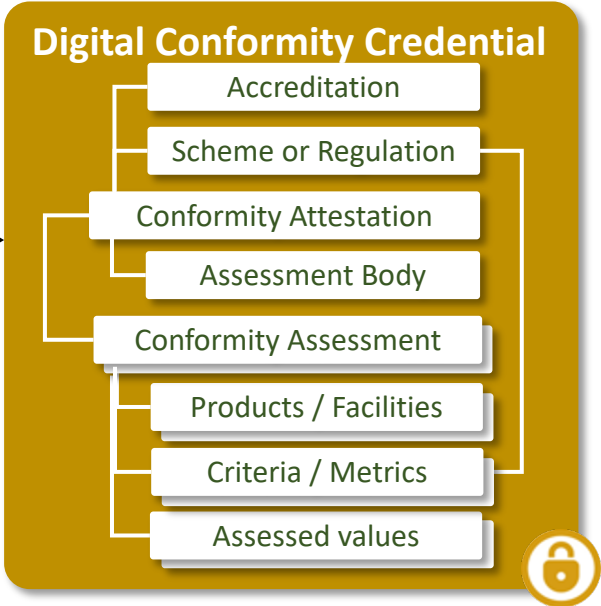 Digital Conformity Credential
Accreditation
Scheme or Regulation
Conformity Attestation
Assessment Body
Conformity Assessment
Products / Facilities
Criteria / Metrics
Assessed values